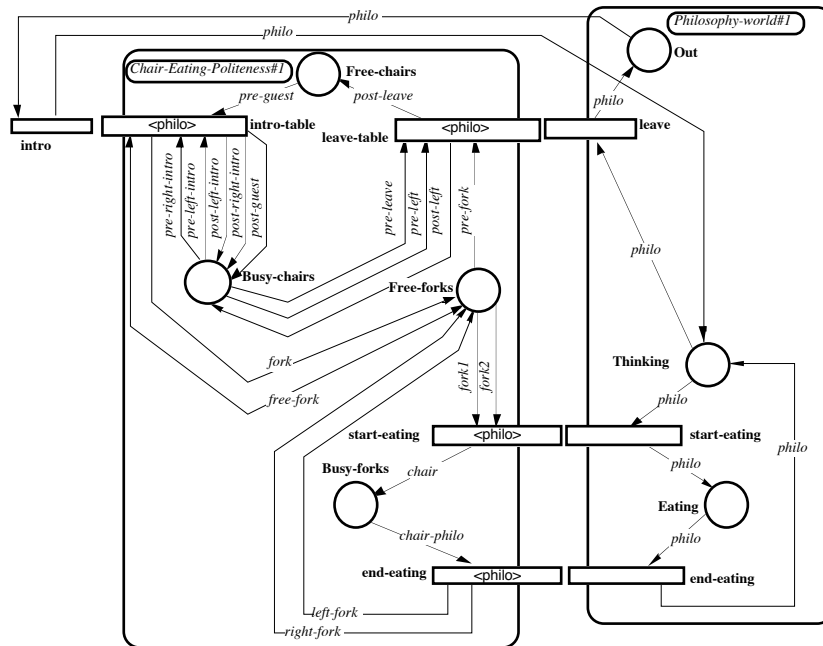 philo
Philosophy-world#1
philo
Out
Chair-Eating-Politeness#1
Free-chairs
pre-guest
post-leave
philo
<philo>
intro-table
<philo>
leave
intro
leave-table
pre-right-intro
pre-left-intro
post-left-intro
post-right-intro
post-guest
pre-leave
pre-left
post-left
pre-fork
philo
Busy-chairs
Free-forks
fork
free-fork
fork1
fork2
Thinking
philo
start-eating
<philo>
start-eating
philo
Busy-forks
chair
philo
Eating
chair-philo
philo
end-eating
<philo>
end-eating
left-fork
right-fork